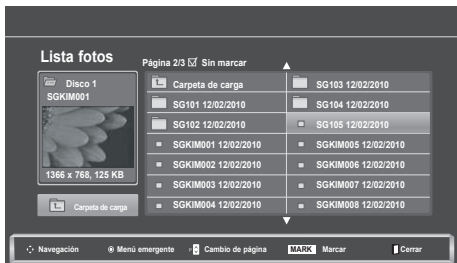 Lista fotos
Página 2/3 Sin marcar
Disco 1
SGKIM001
1366 x 768, 125 KB
Carpeta de carga
Carpeta de carga
SG101 12/02/2010
SG102 12/02/2010
SGKIM001 12/02/2010
SGKIM002 12/02/2010
SGKIM003 12/02/2010
SGKIM004 12/02/2010
SG103 12/02/2010
SG104 12/02/2010
SG105 12/02/2010
SGKIM005 12/02/2010
SGKIM006 12/02/2010
SGKIM007 12/02/2010
SGKIM008 12/02/2010
Navegación Menú emergente Cambio de página MARK Marcar Cerrar